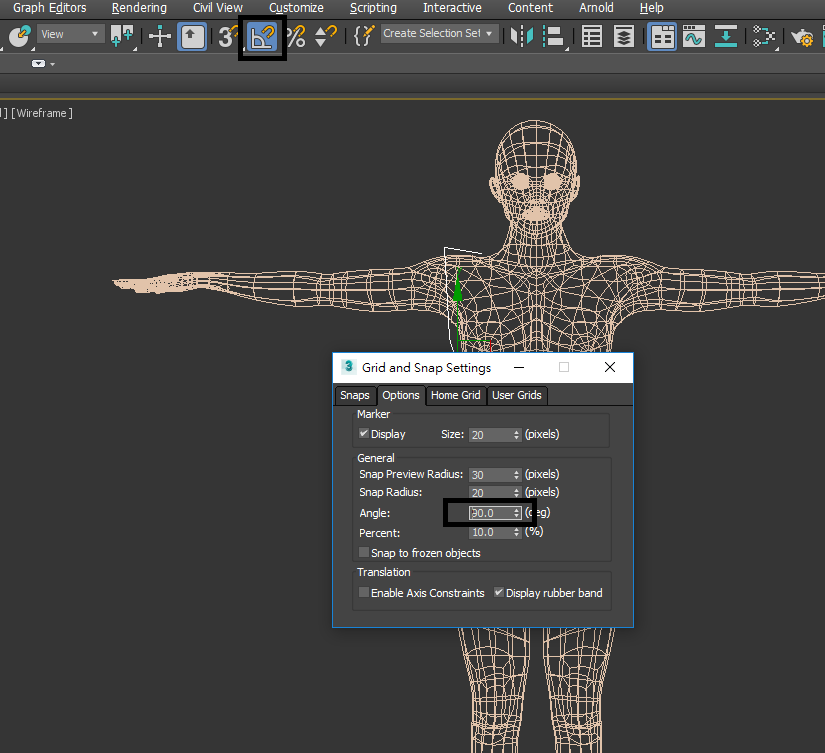 Graph Editors Rendering Civil View Customize Scripting Interactive Content Arnold Help
View 3 % Create Selection Set
] [ Wireframe ]
3 Grid and Snap Settings
Snaps Options Home Grid User Grids
Marker
Display Size: 20 (pixels)
General
Snap Preview Radius: 30 (pixels)
Snap Radius: 20 (pixels)
Angle: 90.0 (deg)
Percent: 10.0 (%)
Snap to frozen objects
Translation
Enable Axis Constraints Display rubber band